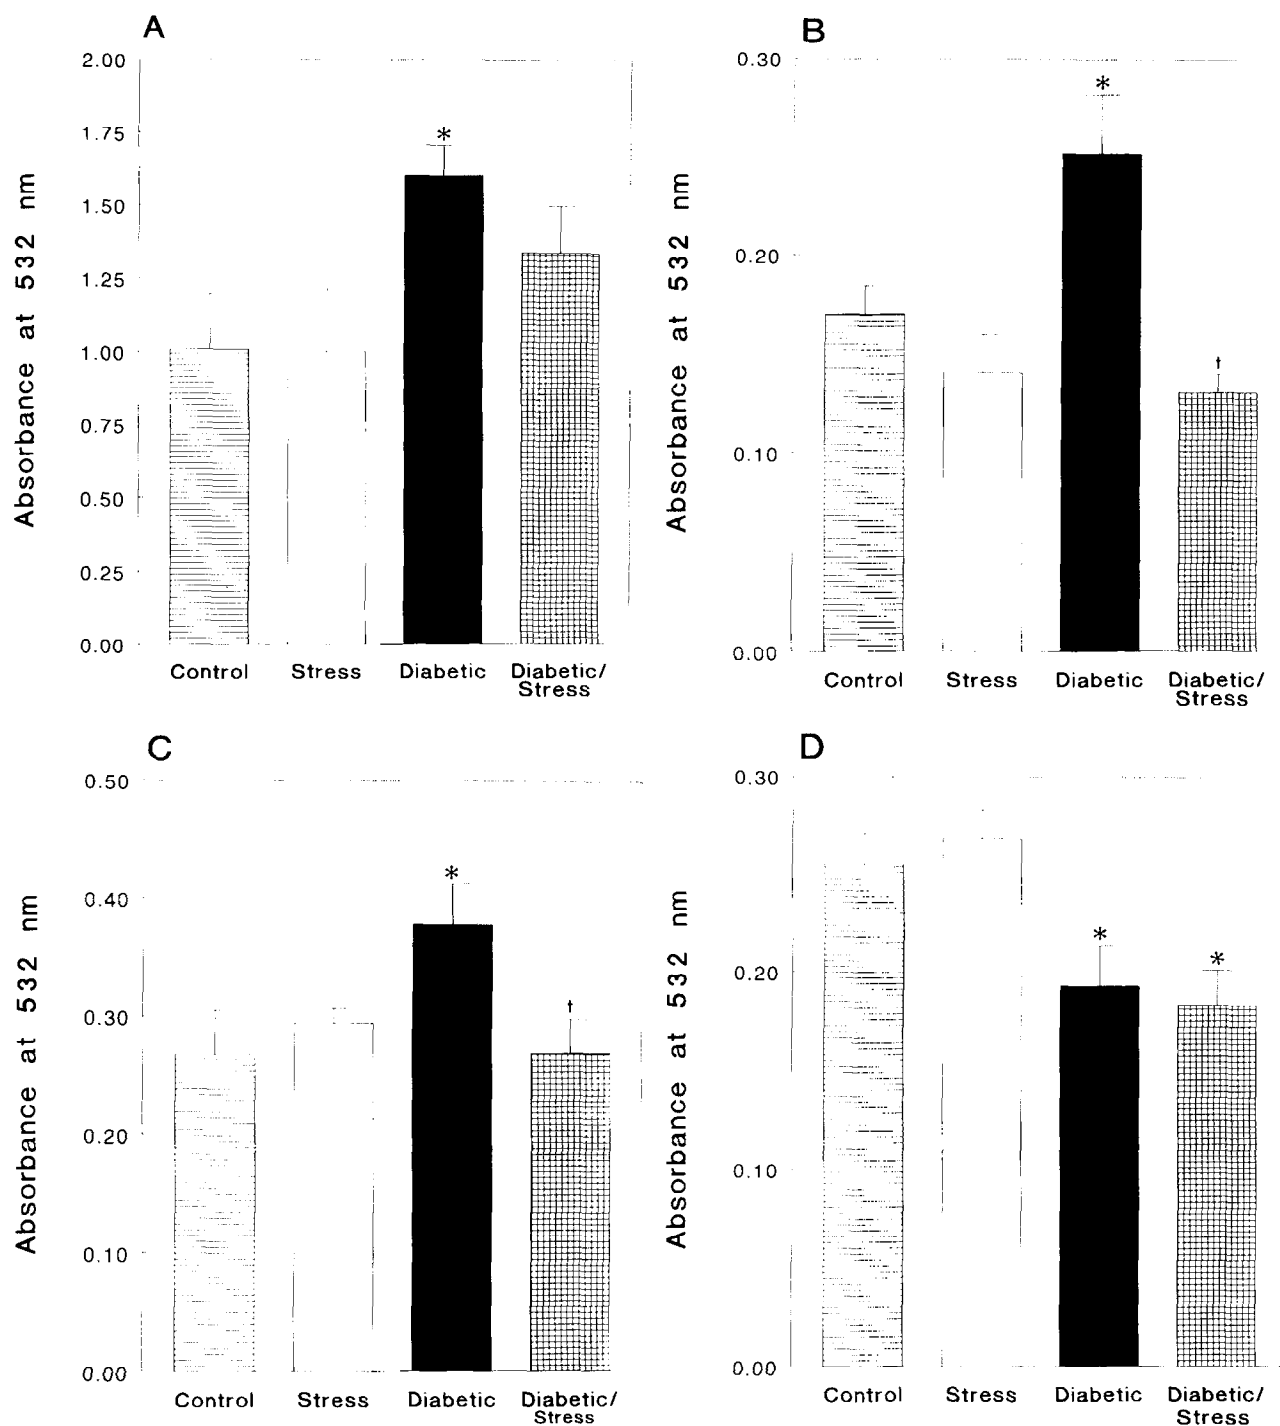 A
Absorbance at 532 nm
2.00
1.75
1.50
1.25
1.00
0.75
0.50
0.25
0.00
*
Control Stress Diabetic Diabetic/
Stress
B
Absorbance at 532 nm
0.30
0.20
0.10
0.00
*
†
Control Stress Diabetic Diabetic/
Stress
C
Absorbance at 532 nm
0.50
0.40
0.30
0.20
0.10
0.00
*
†
Control Stress Diabetic Diabetic/
Stress
D
Absorbance at 532 nm
0.30
0.20
0.10
0.00
*
*
Control Stress Diabetic Diabetic/
Stress